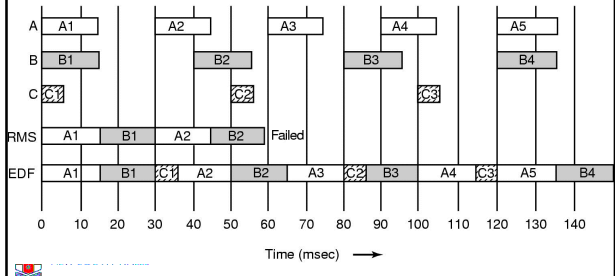 A A1 A2 A3 A4 A5
B B1 B2 B3 B4
C C1 C2 C3
RMS A1 B1 A2 B2 Failed
EDF A1 B1 C1 A2 B2 A3 C2 B3 A4 C3 A5 B4
0 10 20 30 40 50 60 70 80 90 100 110 120 130 140
Time (msec)